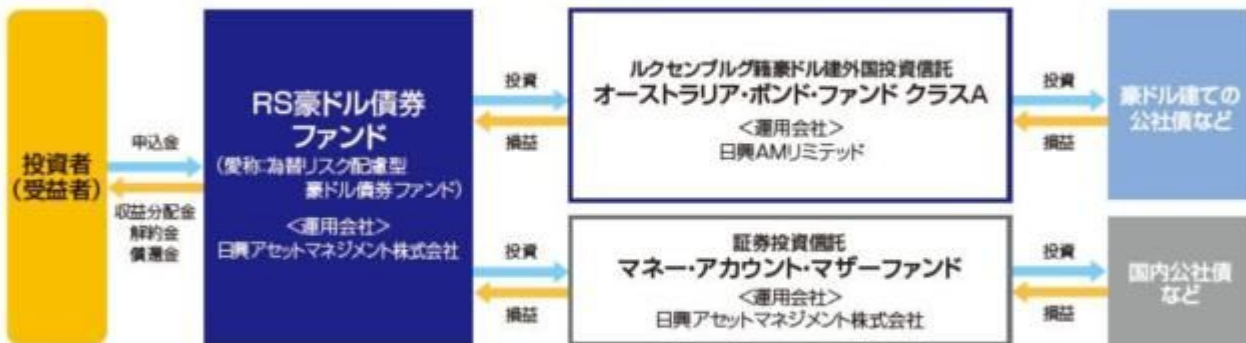 投資者
(受益者)
申込金
収益分配金
解約金
償還金
RS豪ドル債券
ファンド
(愛称:為替リスク配慮型
豪ドル債券ファンド)
<運用会社>
日興アセットマネジメント株式会社
投資
損益
ルクセンブルグ籍豪ドル建外国投資信託
オーストラリア・ボンド・ファンド クラスA
<運用会社>
日興AMリミテッド
投資
損益
豪ドル建ての
公社債など
投資
損益
証券投資信託
マネー・アカウント・マザーファンド
<運用会社>
日興アセットマネジメント株式会社
投資
損益
国内公社債
など